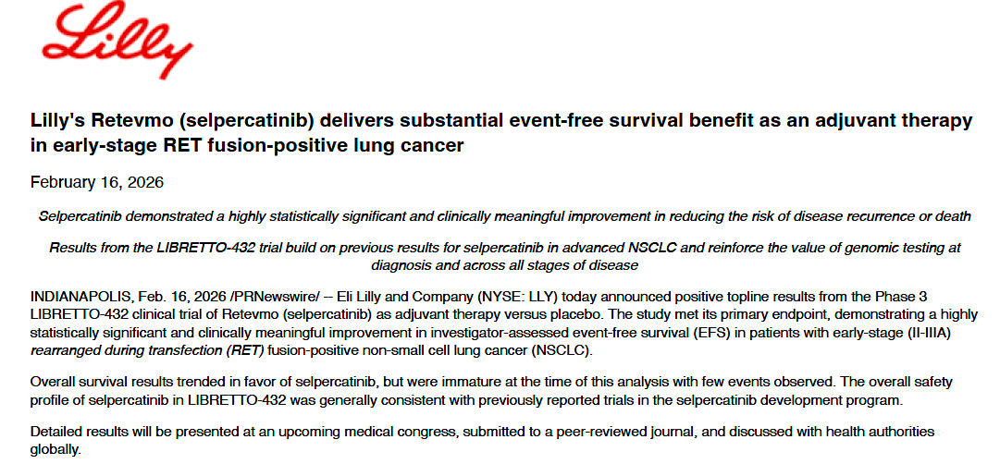 Lilly
Lilly's Retevmo (selpercatinib) delivers substantial event-free survival benefit as an adjuvant therapy
in early-stage RET fusion-positive lung cancer
February 16, 2026
Selpercatinib demonstrated a highly statistically significant and clinically meaningful improvement in reducing the risk of disease recurrence or death
Results from the LIBRETTO-432 trial build on previous results for selpercatinib in advanced NSCLC and reinforce the value of genomic testing at
diagnosis and across all stages of disease
INDIANAPOLIS, Feb. 16, 2026 /PRNewswire/ -- Eli Lilly and Company (NYSE: LLY) today announced positive topline results from the Phase 3
LIBRETTO-432 clinical trial of Retevmo (selpercatinib) as adjuvant therapy versus placebo. The study met its primary endpoint, demonstrating a highly
statistically significant and clinically meaningful improvement in investigator-assessed event-free survival (EFS) in patients with early-stage (II-IIIA)
rearranged during transfection (RET) fusion-positive non-small cell lung cancer (NSCLC).
Overall survival results trended in favor of selpercatinib, but were immature at the time of this analysis with few events observed. The overall safety
profile of selpercatinib in LIBRETTO-432 was generally consistent with previously reported trials in the selpercatinib development program.
Detailed results will be presented at an upcoming medical congress, submitted to a peer-reviewed journal, and discussed with health authorities
globally.